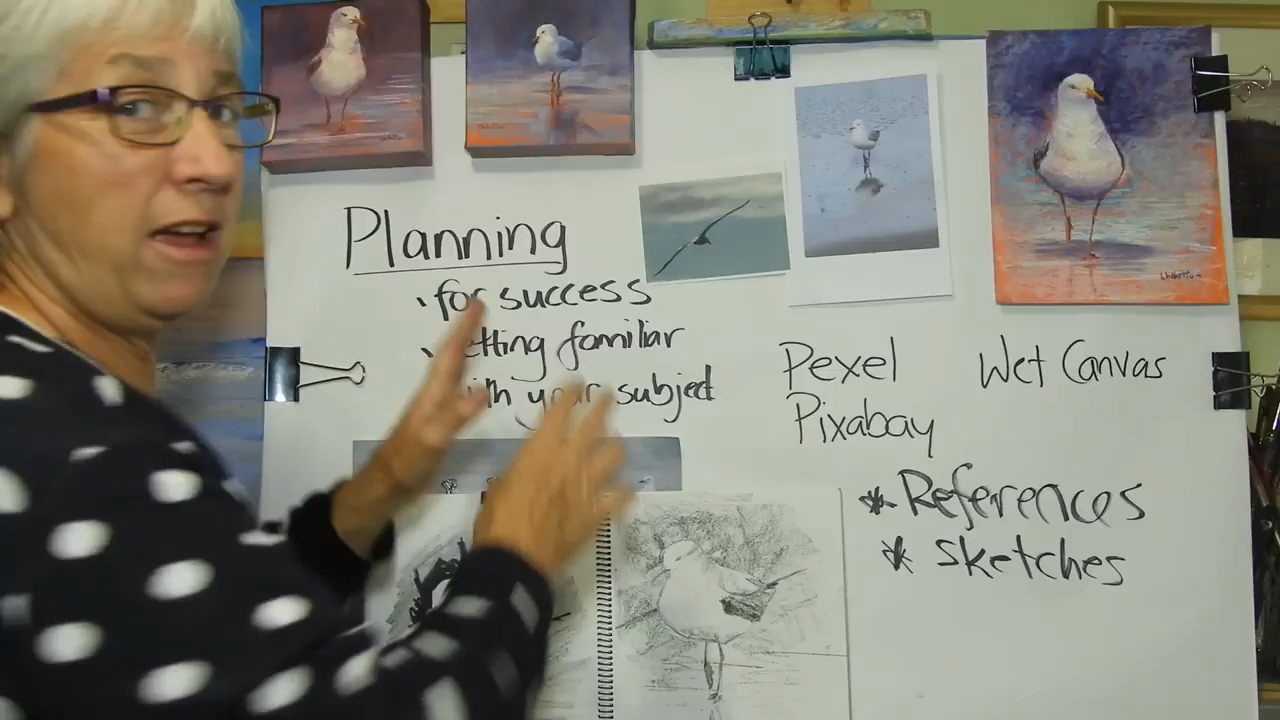 Planning
for success
getting familiar
with your subject
Pexel
Wet Canvas
Pixabay
* References
* Sketches